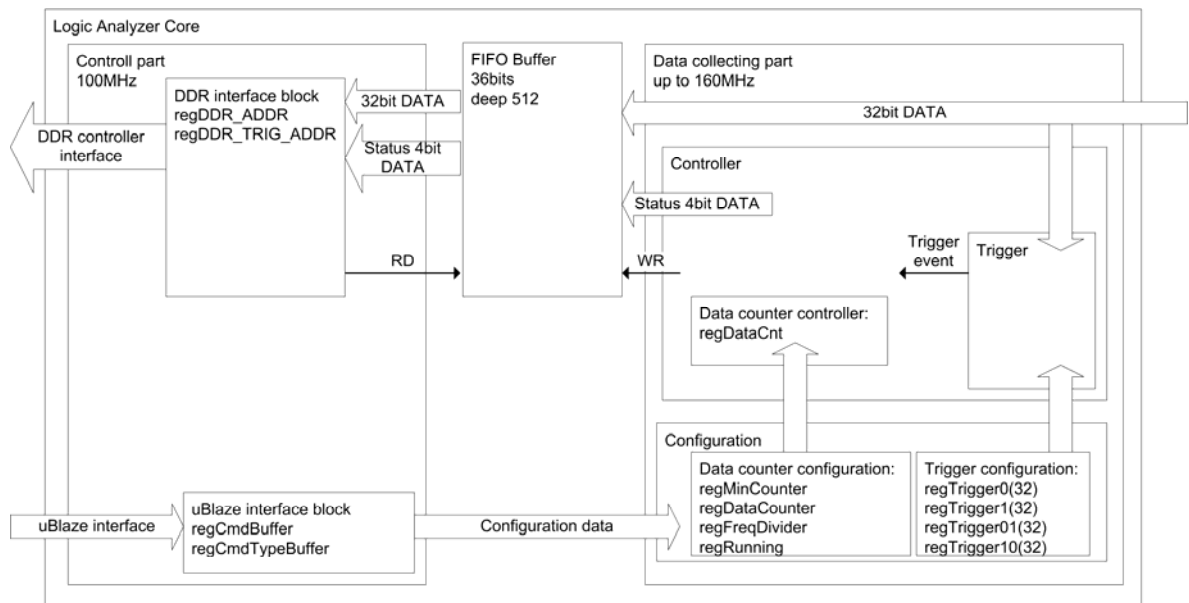 Logic Analyzer Core
Controll part
100MHz
DDR interface block
regDDR_ADDR
regDDR_TRIG_ADDR
DDR controller
interface
32bit DATA
Status 4bit
DATA
RD
FIFO Buffer
36bits
deep 512
Data collecting part
up to 160MHz
32bit DATA
Controller
Status 4bit DATA
WR
Trigger
event
Trigger
Data counter controller:
regDataCnt
Configuration
Data counter configuration:
regMinCounter
regDataCounter
regFreqDivider
regRunning
Trigger configuration:
regTrigger0(32)
regTrigger1(32)
regTrigger01(32)
regTrigger10(32)
uBlaze interface
uBlaze interface block
regCmdBuffer
regCmdTypeBuffer
Configuration data